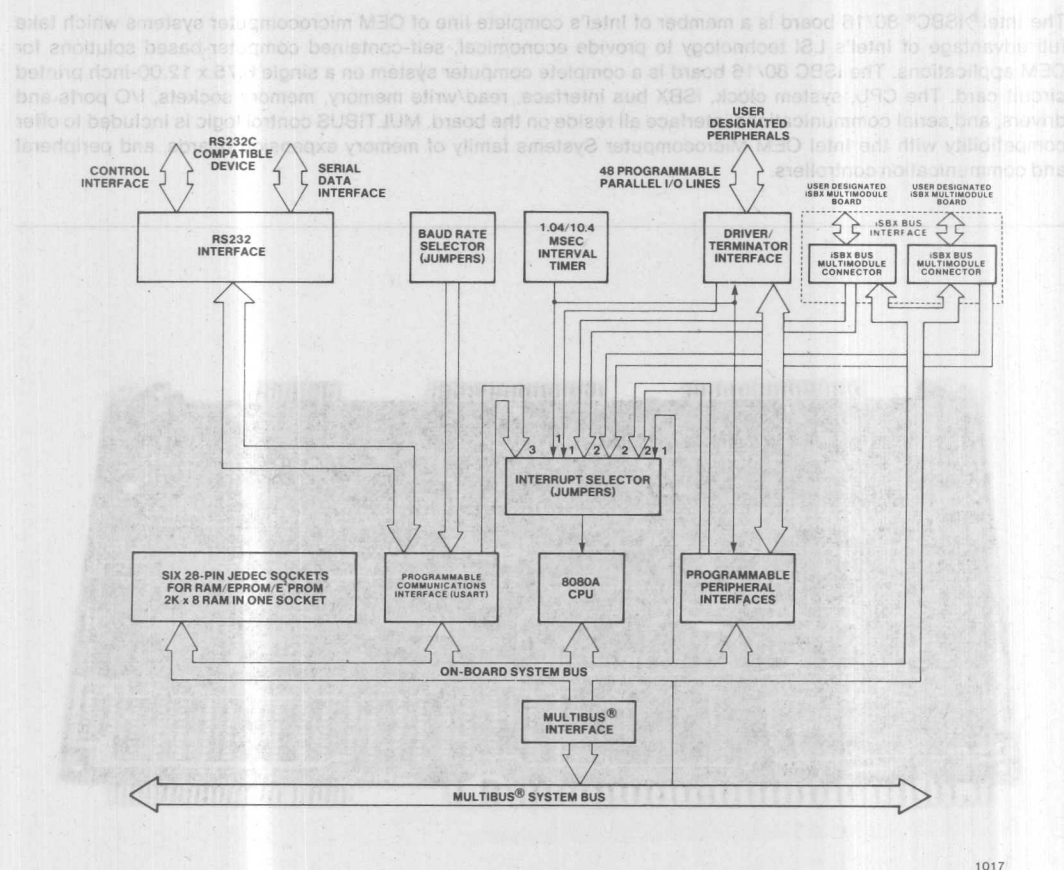 The Intel® iSBC® 80/16 board is a member of Intel's complete line of OEM microcomputer systems which take
full advantage of Intel's LSI technology to provide economical, self-contained computer-based solutions for
OEM applications. The iSBC 80/16 board is a complete computer system on a single x 12.00-inch printed
circuit card. The CPU, system clock, iSBX bus interface, read/write memory, memory sockets, I/O ports and
drivers, and serial communications interface all reside on the board. MULTIBUS control logic is included to offer
compatibility with the Intel OEM Microcomputer Systems family of memory expansion boards, and peripheral
and communication controllers.
RS232C
COMPATIBLE
DEVICE
CONTROL
INTERFACE
SERIAL
DATA
INTERFACE
USER
DESIGNATED
PERIPHERALS
48 PROGRAMMABLE
PARALLEL I/O LINES
USER DESIGNATED
iSBX MULTIMODULE
BOARD
USER DESIGNATED
iSBX MULTIMODULE
BOARD
RS232
INTERFACE
BAUD RATE
SELECTOR
(JUMPERS)
1.04/10.4
MSEC
INTERVAL
TIMER
DRIVER/
TERMINATOR
INTERFACE
iSBX BUS
INTERFACE
iSBX BUS
MULTIMODULE
CONNECTOR
iSBX BUS
MULTIMODULE
CONNECTOR
3 1 1 2 2 2 1
INTERRUPT SELECTOR
(JUMPERS)
SIX 28-PIN JEDEC SOCKETS
FOR RAM/EPROM/E²PROM
2K x 8 RAM IN ONE SOCKET
PROGRAMMABLE
COMMUNICATIONS
INTERFACE (USART)
8080A
CPU
PROGRAMMABLE
PERIPHERAL
INTERFACES
ON-BOARD SYSTEM BUS
MULTIBUS®
INTERFACE
MULTIBUS® SYSTEM BUS
1017